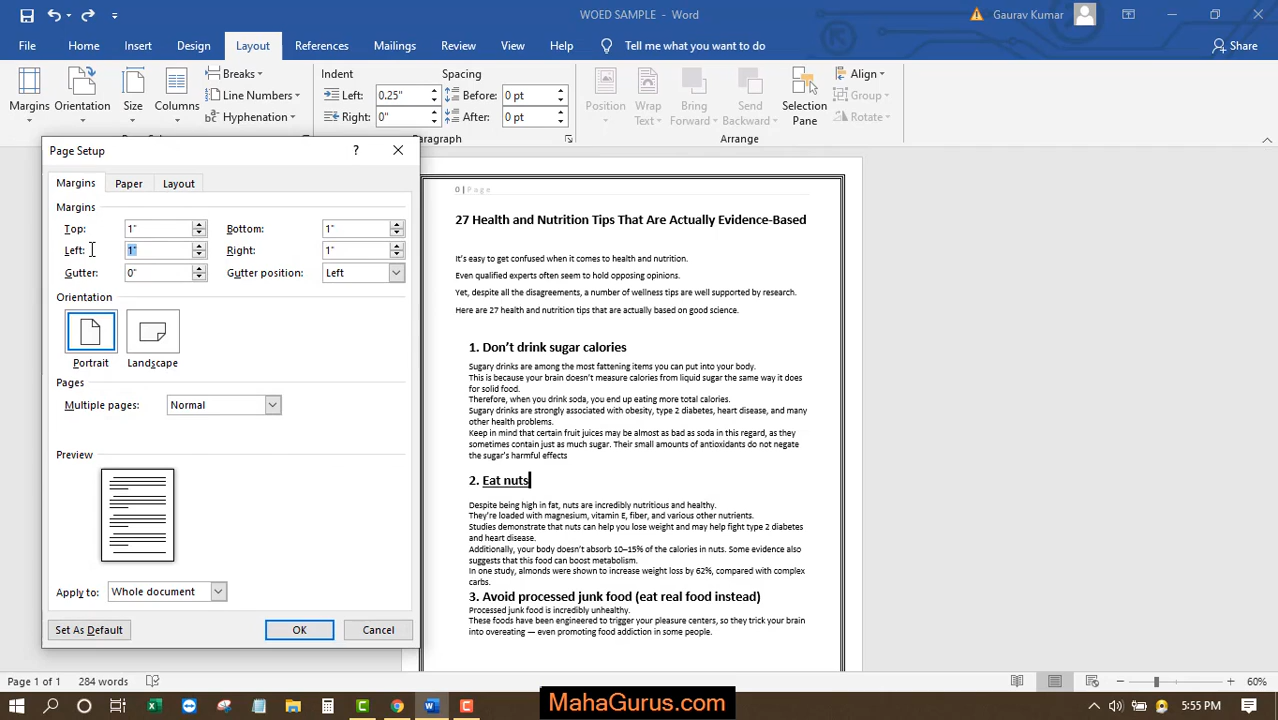 WOED SAMPLE - Word
Gaurav Kumar
File Home Insert Design Layout References Mailings Review View Help Tell me what you want to do Share
Margins Orientation Size Columns
Breaks
Line Numbers
Hyphenation
Indent
Left: 0.25"
Right: 0"
Spacing
Before: 0 pt
After: 0 pt
Paragraph
Position
Wrap Text
Bring Forward
Send Backward
Selection Pane
Align
Group
Rotate
Arrange
Page Setup ?
Margins Paper Layout
Margins
Top: 1" Bottom: 1"
Left: 1" Right: 1"
Gutter: 0" Gutter position: Left
Orientation
Portrait Landscape
Pages
Multiple pages: Normal
Preview
Apply to: Whole document
Set As Default OK Cancel
0 | Page
27 Health and Nutrition Tips That Are Actually Evidence-Based
It's easy to get confused when it comes to health and nutrition.
Even qualified experts often seem to hold opposing opinions.
Yet, despite all the disagreements, a number of wellness tips are well supported by research.
Here are 27 health and nutrition tips that are actually based on good science.
1. Don't drink sugar calories
Sugary drinks are among the most fattening items you can put into your body.
This is because your brain doesn't measure calories from liquid sugar the same way it does
for solid food.
Therefore, when you drink soda, you end up eating more total calories.
Sugary drinks are strongly associated with obesity, type 2 diabetes, heart disease, and many
other health problems.
Keep in mind that certain fruit juices may be almost as bad as soda in this regard, as they
sometimes contain just as much sugar. Their small amounts of antioxidants do not negate
the sugar's harmful effects
2. Eat nuts
Despite being high in fat, nuts are incredibly nutritious and healthy.
They're loaded with magnesium, vitamin E, fiber, and various other nutrients.
Studies demonstrate that nuts can help you lose weight and may help fight type 2 diabetes
and heart disease.
Additionally, your body doesn't absorb 10–15% of the calories in nuts. Some evidence also
suggests that this food can boost metabolism.
In one study, almonds were shown to increase weight loss by 62%, compared with complex
carbs.
3. Avoid processed junk food (eat real food instead)
Processed junk food is incredibly unhealthy.
These foods have been engineered to trigger your pleasure centers, so they trick your brain
into overeating — even promoting food addiction in some people.
Page 1 of 1 284 words 60%
MahaGurus.com
5:55 PM